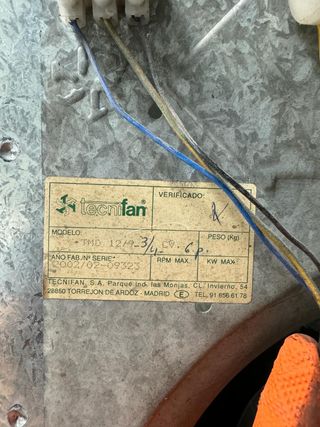 tecnifan
VERIFICADO:
MODELO:
PESO (Kg)
TMD 12/9-3/4 CV. 6 p.
AÑO FAB./Nº SERIE
RPM MAX.
KW MAX.
2002/02-09323
TECNIFAN, S.A. Parque Ind. las Monjas. CL. Invierno, 54
28850 TORREJON DE ARDOZ - MADRID (E) TEL. 91 656 61 78